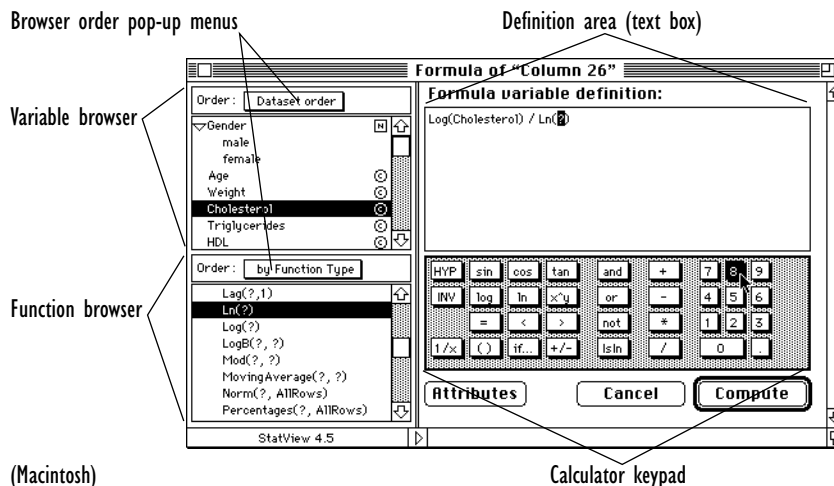 Browser order pop-up menus
Definition area (text box)
Formula of “Column 26”
Variable browser
Order: Dataset order
Gender N
male
female
Age C
Weight C
Cholesterol C
Triglycerides C
HDL C
Formula variable definition:
Log(Cholesterol) / Ln(?)
Function browser
Order: by Function Type
Lag(?,1)
Ln(?)
Log(?)
LogB(?, ?)
Mod(?, ?)
MovingAverage(?, ?)
Norm(?, AllRows)
Percentages(?, AllRows)
HYP sin cos tan and + 7 8 9
INV log ln x^y or - 4 5 6
= < > not * 1 2 3
1/x () if... +/- IsIn / 0 .
Attributes Cancel Compute
StatView 4.5
(Macintosh)
Calculator keypad